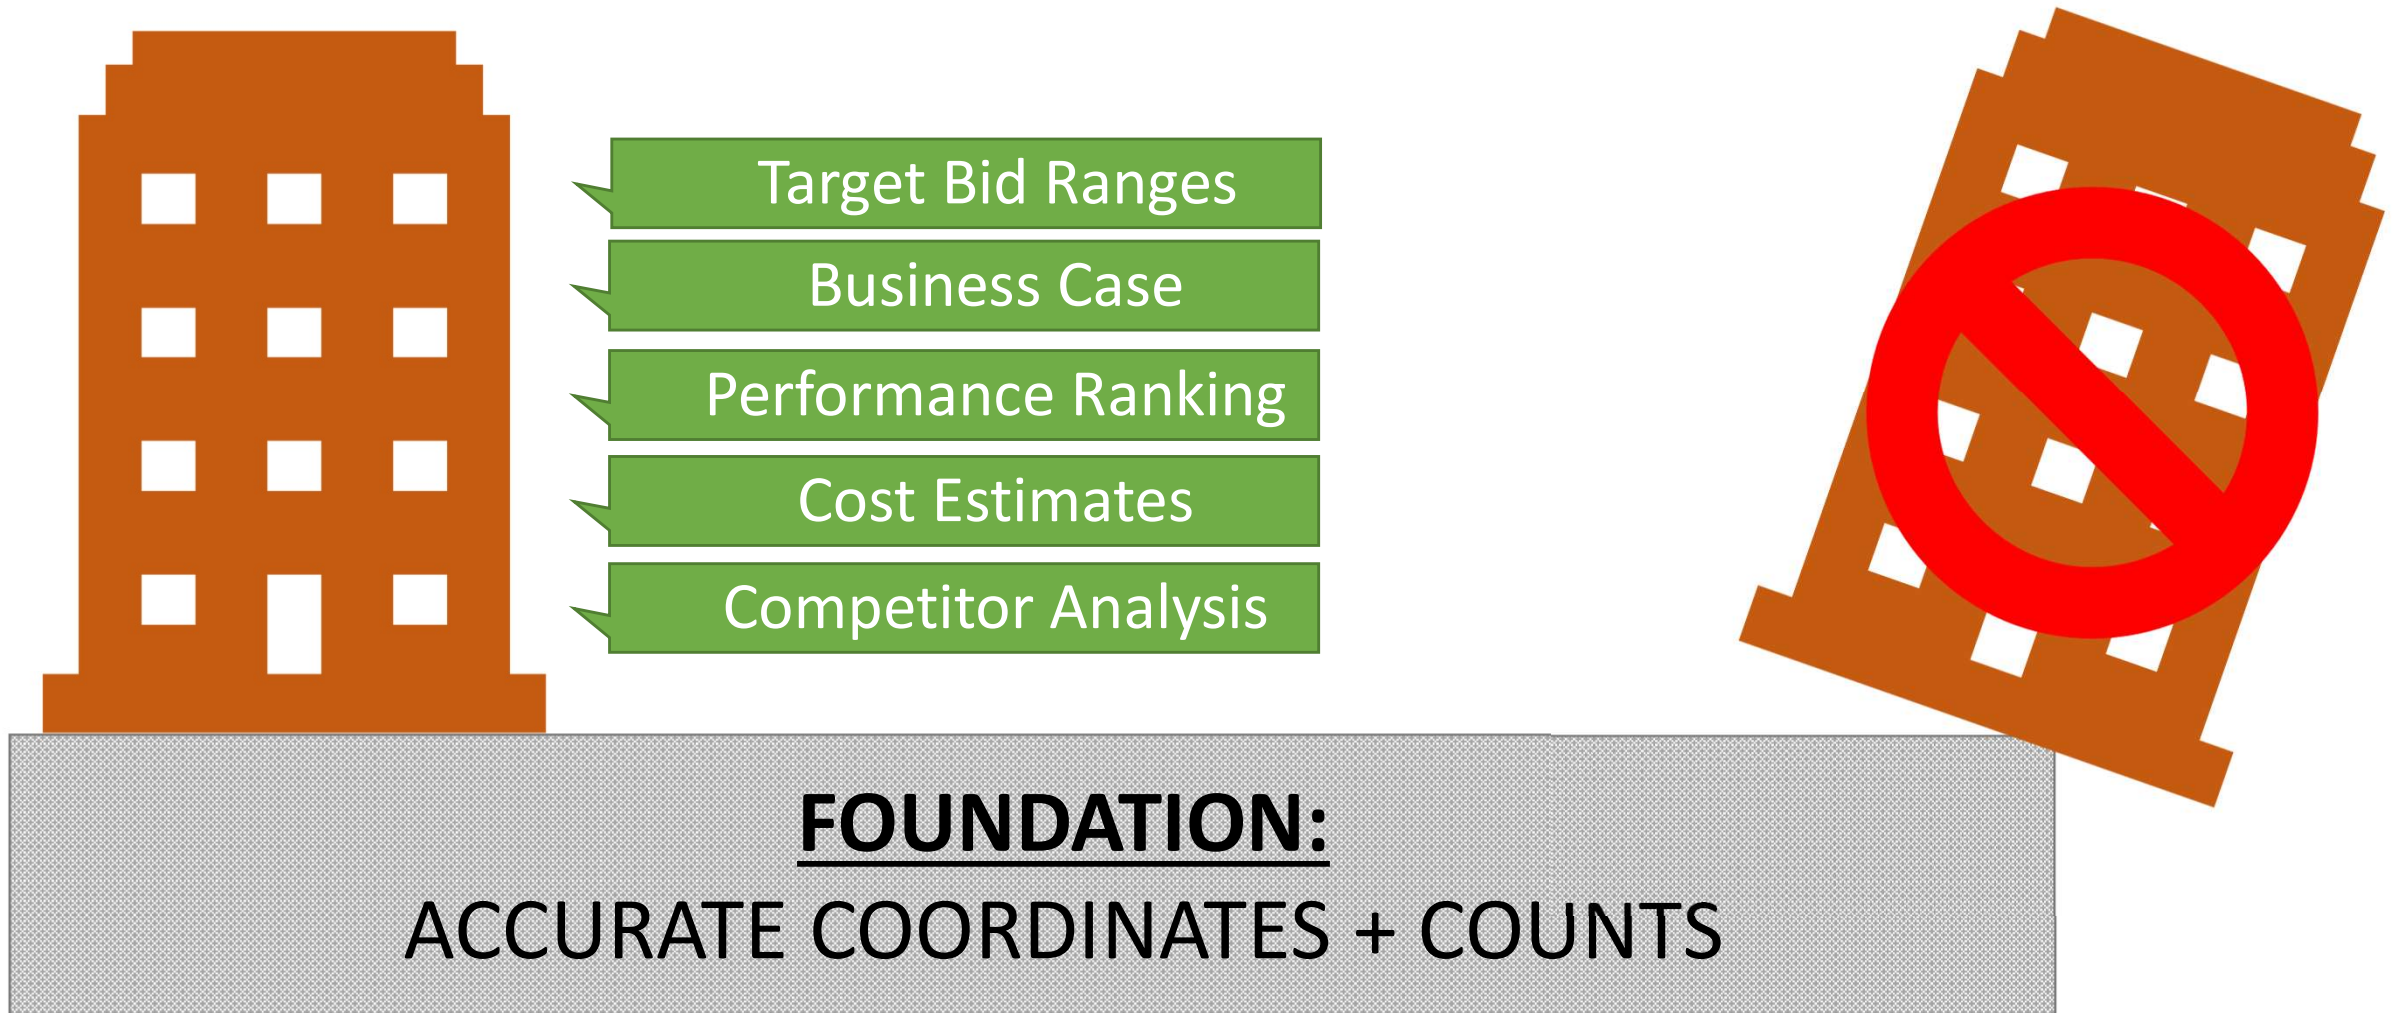 Target Bid Ranges
Business Case
Performance Ranking
Cost Estimates
Competitor Analysis
FOUNDATION:
ACCURATE COORDINATES + COUNTS